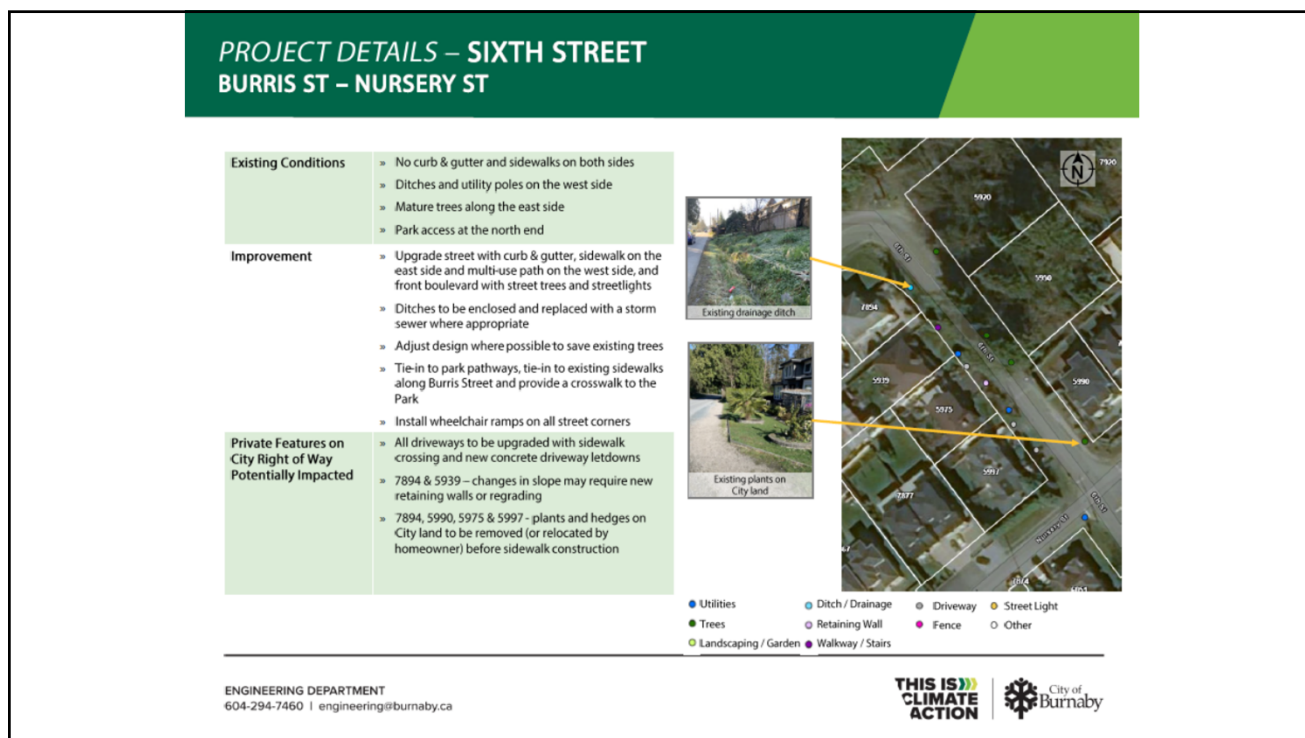 PROJECT DETAILS – SIXTH STREET
BURRIS ST – NURSERY ST
Existing Conditions
» No curb & gutter and sidewalks on both sides
» Ditches and utility poles on the west side
» Mature trees along the east side
» Park access at the north end
Improvement
» Upgrade street with curb & gutter, sidewalk on the
east side and multi-use path on the west side, and
front boulevard with street trees and streetlights
» Ditches to be enclosed and replaced with a storm
sewer where appropriate
» Adjust design where possible to save existing trees
» Tie-in to park pathways, tie-in to existing sidewalks
along Burris Street and provide a crosswalk to the
Park
» Install wheelchair ramps on all street corners
Private Features on
City Right of Way
Potentially Impacted
» All driveways to be upgraded with sidewalk
crossing and new concrete driveway letdowns
» 7894 & 5939 – changes in slope may require new
retaining walls or regrading
» 7894, 5990, 5975 & 5997 - plants and hedges on
City land to be removed (or relocated by
homeowner) before sidewalk construction
Existing drainage ditch
Existing plants on
City land
N
7920
5920
6th St
5950
7894
6th St
5939
5990
5975
5997
7877
6th St
Nursery St
7874
Utilities
Ditch / Drainage
Driveway
Street Light
Trees
Retaining Wall
Fence
Other
Landscaping / Garden
Walkway / Stairs
ENGINEERING DEPARTMENT
604-294-7460 | engineering@burnaby.ca
THIS IS
CLIMATE
ACTION
City of
Burnaby